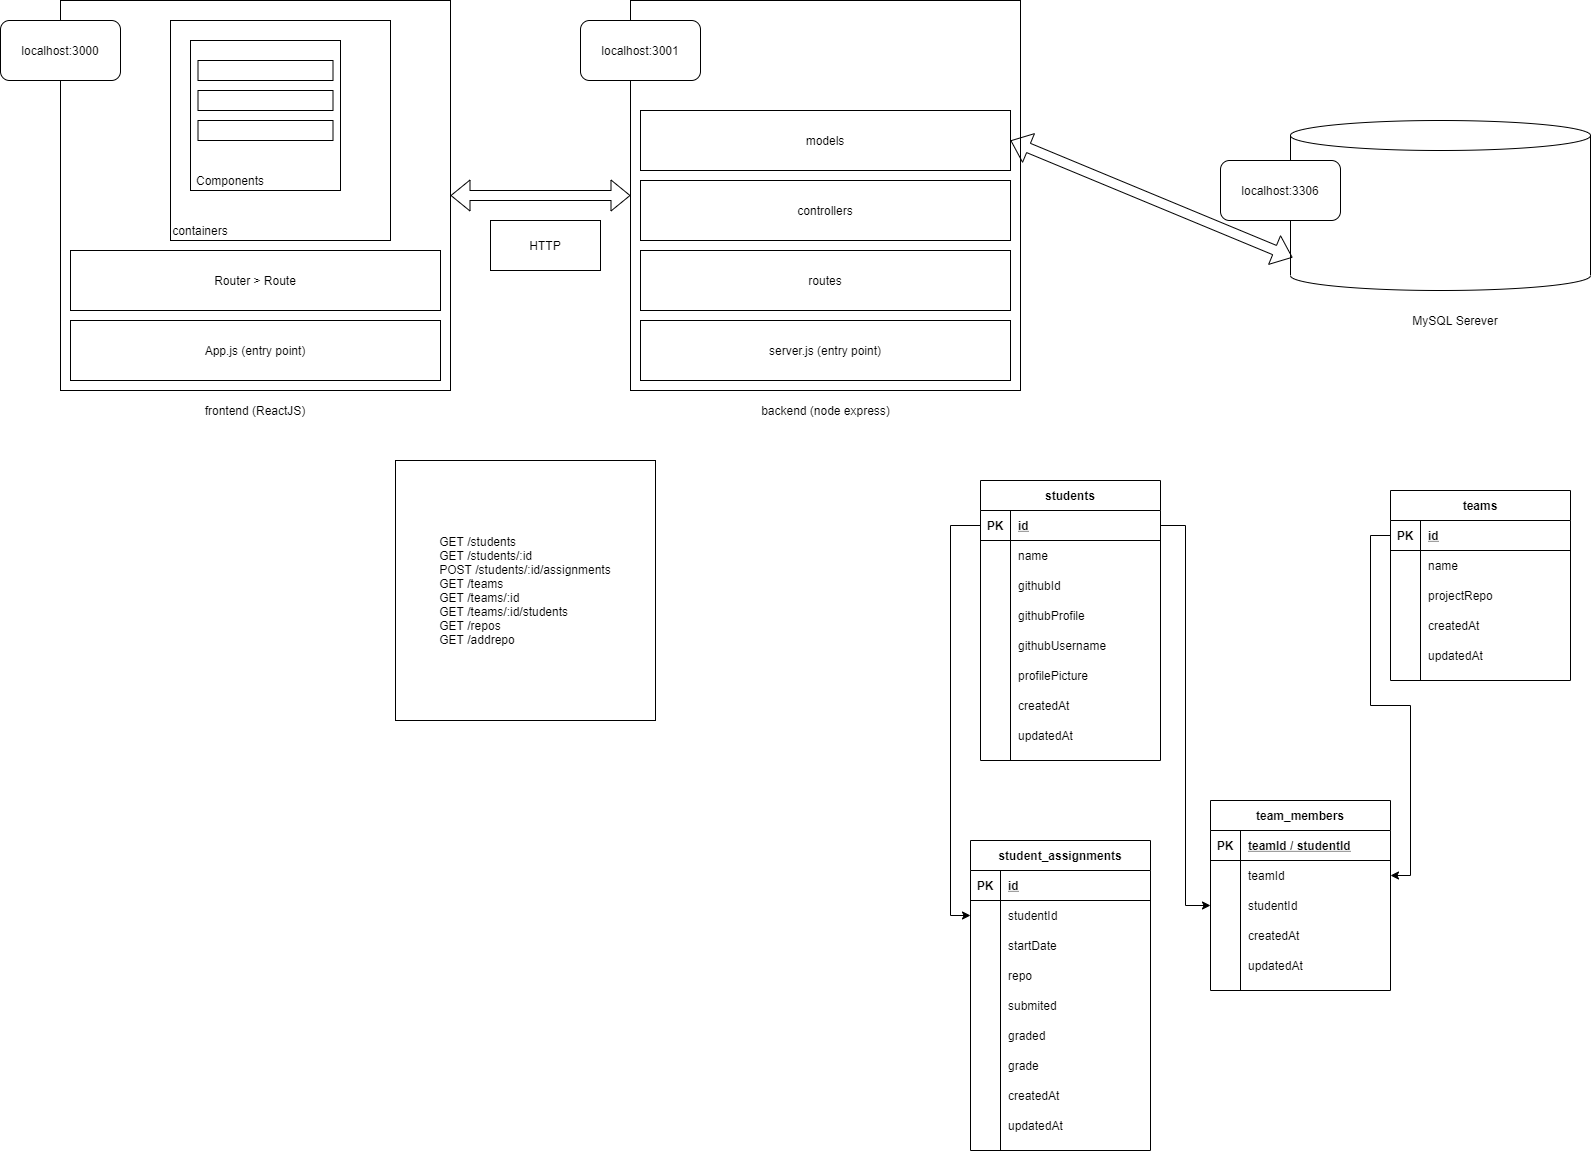 localhost:3000
Components
containers
Router > Route
App.js (entry point)
frontend (ReactJS)
HTTP
localhost:3001
models
controllers
routes
server.js (entry point)
backend (node express)
localhost:3306
MySQL Serever
GET /students
GET /students/:id
POST /students/:id/assignments
GET /teams
GET /teams/:id
GET /teams/:id/students
GET /repos
GET /addrepo
students
PK id
name
githubId
githubProfile
githubUsername
profilePicture
createdAt
updatedAt
teams
PK id
name
projectRepo
createdAt
updatedAt
student_assignments
PK id
studentId
startDate
repo
submited
graded
grade
createdAt
updatedAt
team_members
PK teamId / studentId
teamId
studentId
createdAt
updatedAt